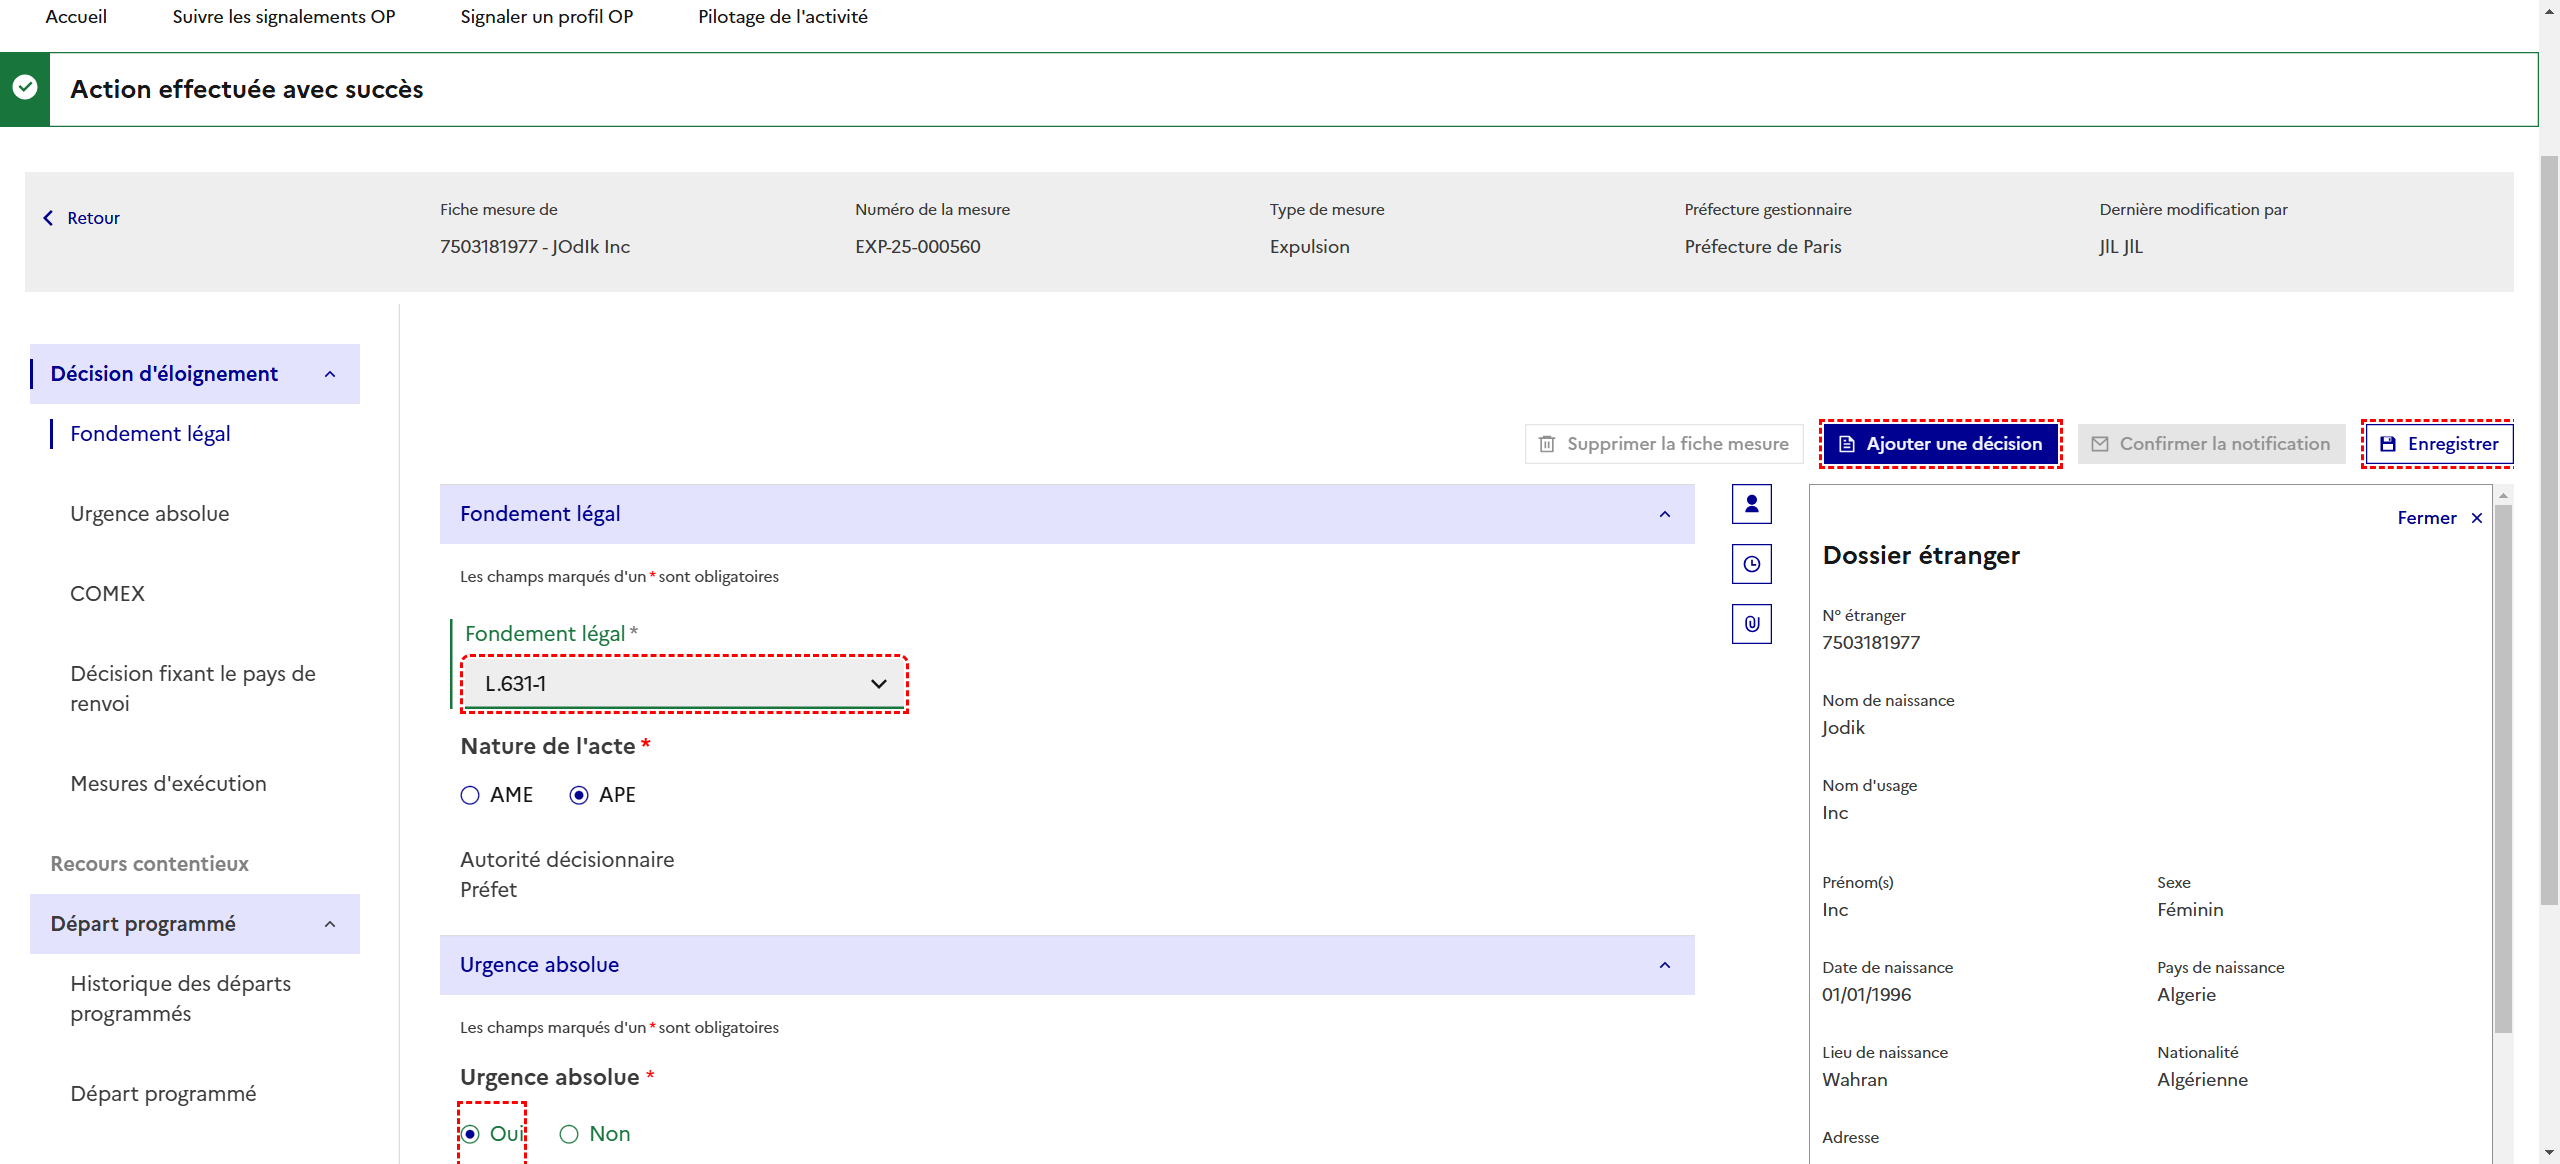 Accueil
Suivre les signalements OP
Signaler un profil OP
Pilotage de l'activité
Action effectuée avec succès
Retour
Fiche mesure de
7503181977 - JOdIk Inc
Numéro de la mesure
EXP-25-000560
Type de mesure
Expulsion
Préfecture gestionnaire
Préfecture de Paris
Dernière modification par
JlL JlL
Décision d'éloignement
Fondement légal
Urgence absolue
COMEX
Décision fixant le pays de
renvoi
Mesures d'exécution
Recours contentieux
Départ programmé
Historique des départs
programmés
Départ programmé
Supprimer la fiche mesure
Ajouter une décision
Confirmer la notification
Enregistrer
Fondement légal
Les champs marqués d'un * sont obligatoires
Fondement légal *
L.631-1
Nature de l'acte *
AME
APE
Autorité décisionnaire
Préfet
Urgence absolue
Les champs marqués d'un * sont obligatoires
Urgence absolue *
Oui
Non
Fermer
Dossier étranger
N° étranger
7503181977
Nom de naissance
Jodik
Nom d'usage
Inc
Prénom(s)
Inc
Sexe
Féminin
Date de naissance
01/01/1996
Pays de naissance
Algerie
Lieu de naissance
Wahran
Nationalité
Algérienne
Adresse